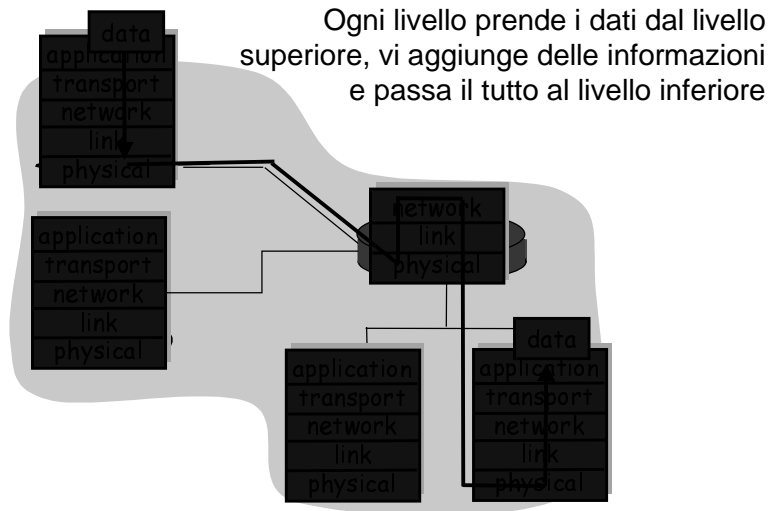 Ogni livello prende i dati dal livello
superiore, vi aggiunge delle informazioni
e passa il tutto al livello inferiore
data
application
transport
network
link
physical
application
transport
network
link
physical
network
link
physical
application
transport
network
link
physical
data
application
transport
network
link
physical